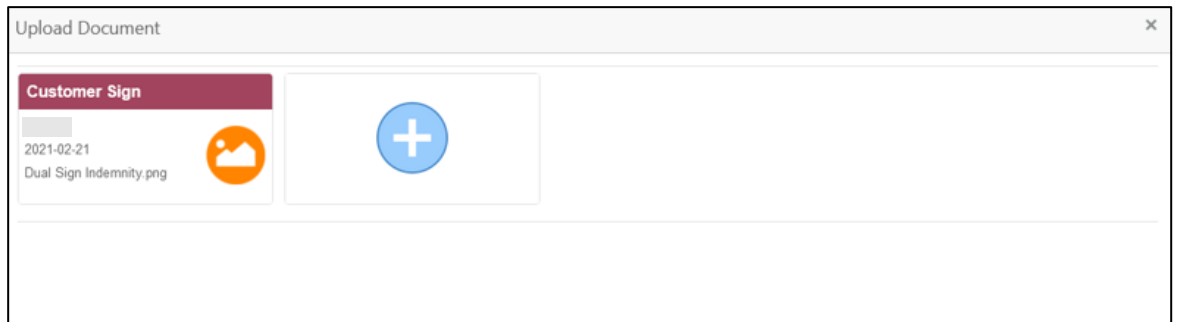 Upload Document
×
Customer Sign
2021-02-21
Dual Sign Indemnity.png